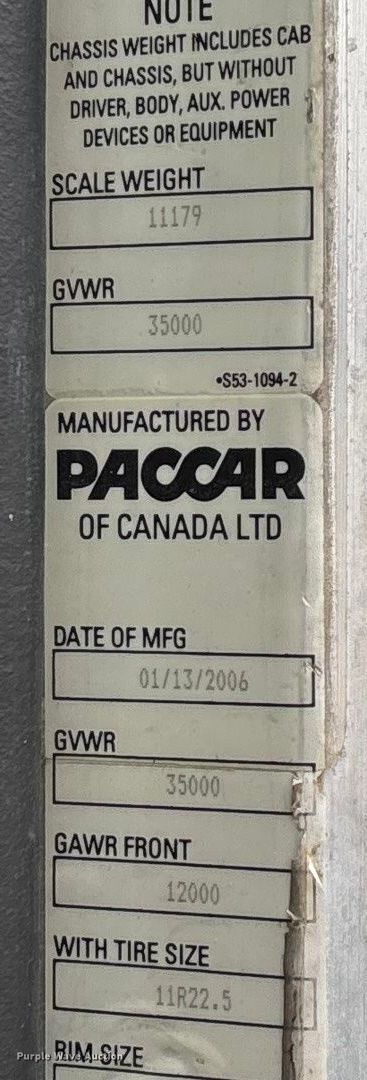 NOTE
CHASSIS WEIGHT INCLUDES CAB
AND CHASSIS, BUT WITHOUT
DRIVER, BODY, AUX. POWER
DEVICES OR EQUIPMENT
SCALE WEIGHT
11179
GVWR
35000
•S53-1094-2
MANUFACTURED BY
PACCAR
OF CANADA LTD
DATE OF MFG
01/13/2006
GVWR
35000
GAWR FRONT
12000
WITH TIRE SIZE
11R22.5
RIM SIZE
Purple Wave Auction